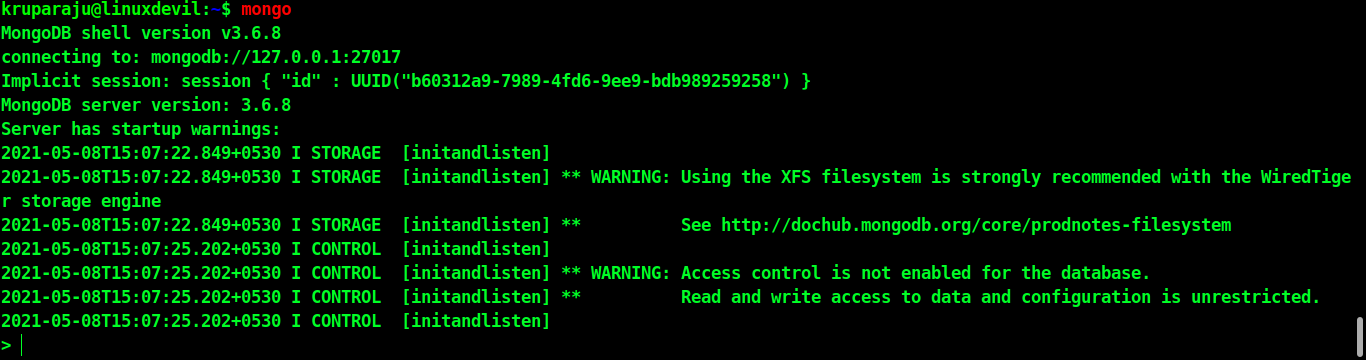 kruparaju@linuxdevil:~$ mongo
MongoDB shell version v3.6.8
connecting to: mongodb://127.0.0.1:27017
Implicit session: session { "id" : UUID("b60312a9-7989-4fd6-9ee9-bdb989259258") }
MongoDB server version: 3.6.8
Server has startup warnings:
2021-05-08T15:07:22.849+0530 I STORAGE  [initandlisten]
2021-05-08T15:07:22.849+0530 I STORAGE  [initandlisten] ** WARNING: Using the XFS filesystem is strongly recommended with the WiredTige
r storage engine
2021-05-08T15:07:22.849+0530 I STORAGE  [initandlisten] **          See http://dochub.mongodb.org/core/prodnotes-filesystem
2021-05-08T15:07:25.202+0530 I CONTROL  [initandlisten]
2021-05-08T15:07:25.202+0530 I CONTROL  [initandlisten] ** WARNING: Access control is not enabled for the database.
2021-05-08T15:07:25.202+0530 I CONTROL  [initandlisten] **          Read and write access to data and configuration is unrestricted.
2021-05-08T15:07:25.202+0530 I CONTROL  [initandlisten]
>